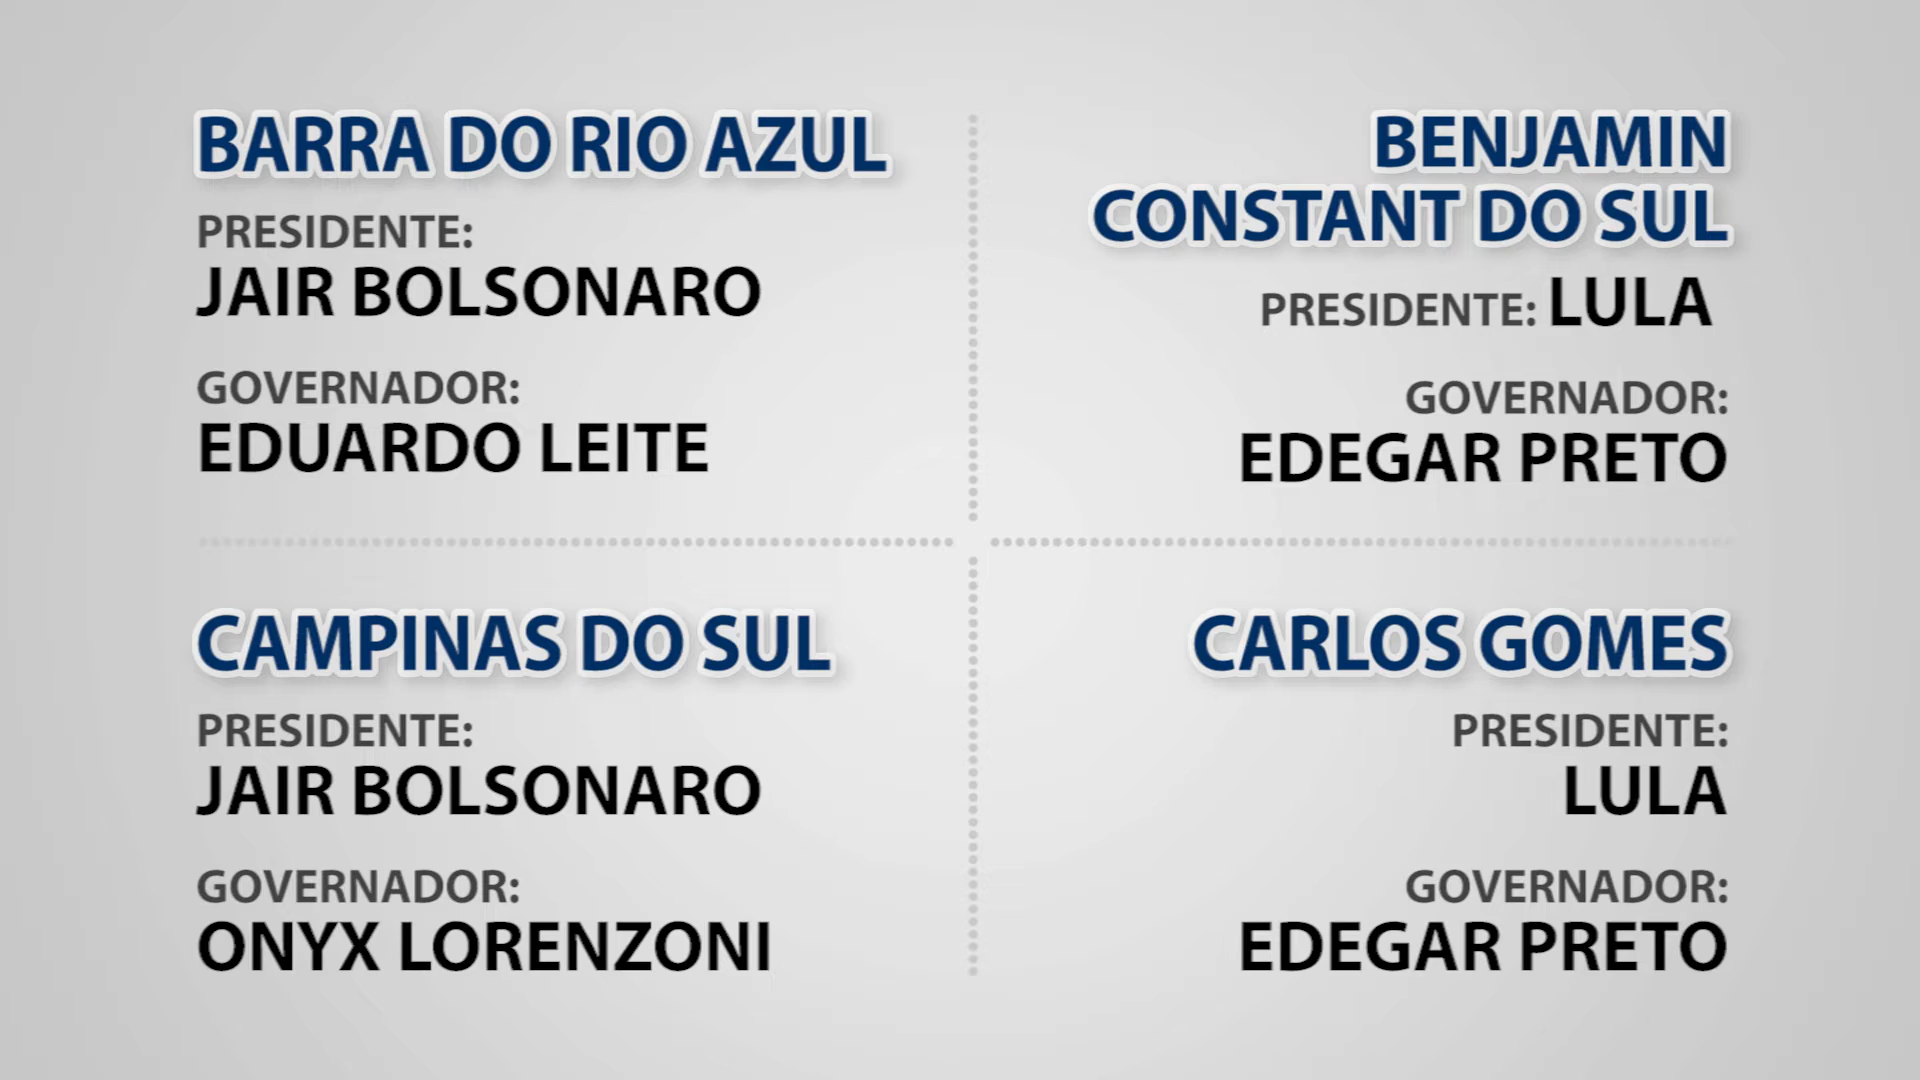 BARRA DO RIO AZUL
PRESIDENTE:
JAIR BOLSONARO
GOVERNADOR:
EDUARDO LEITE
BENJAMIN
CONSTANT DO SUL
PRESIDENTE: LULA
GOVERNADOR:
EDEGAR PRETO
CAMPINAS DO SUL
PRESIDENTE:
JAIR BOLSONARO
GOVERNADOR:
ONYX LORENZONI
CARLOS GOMES
PRESIDENTE:
LULA
GOVERNADOR:
EDEGAR PRETO